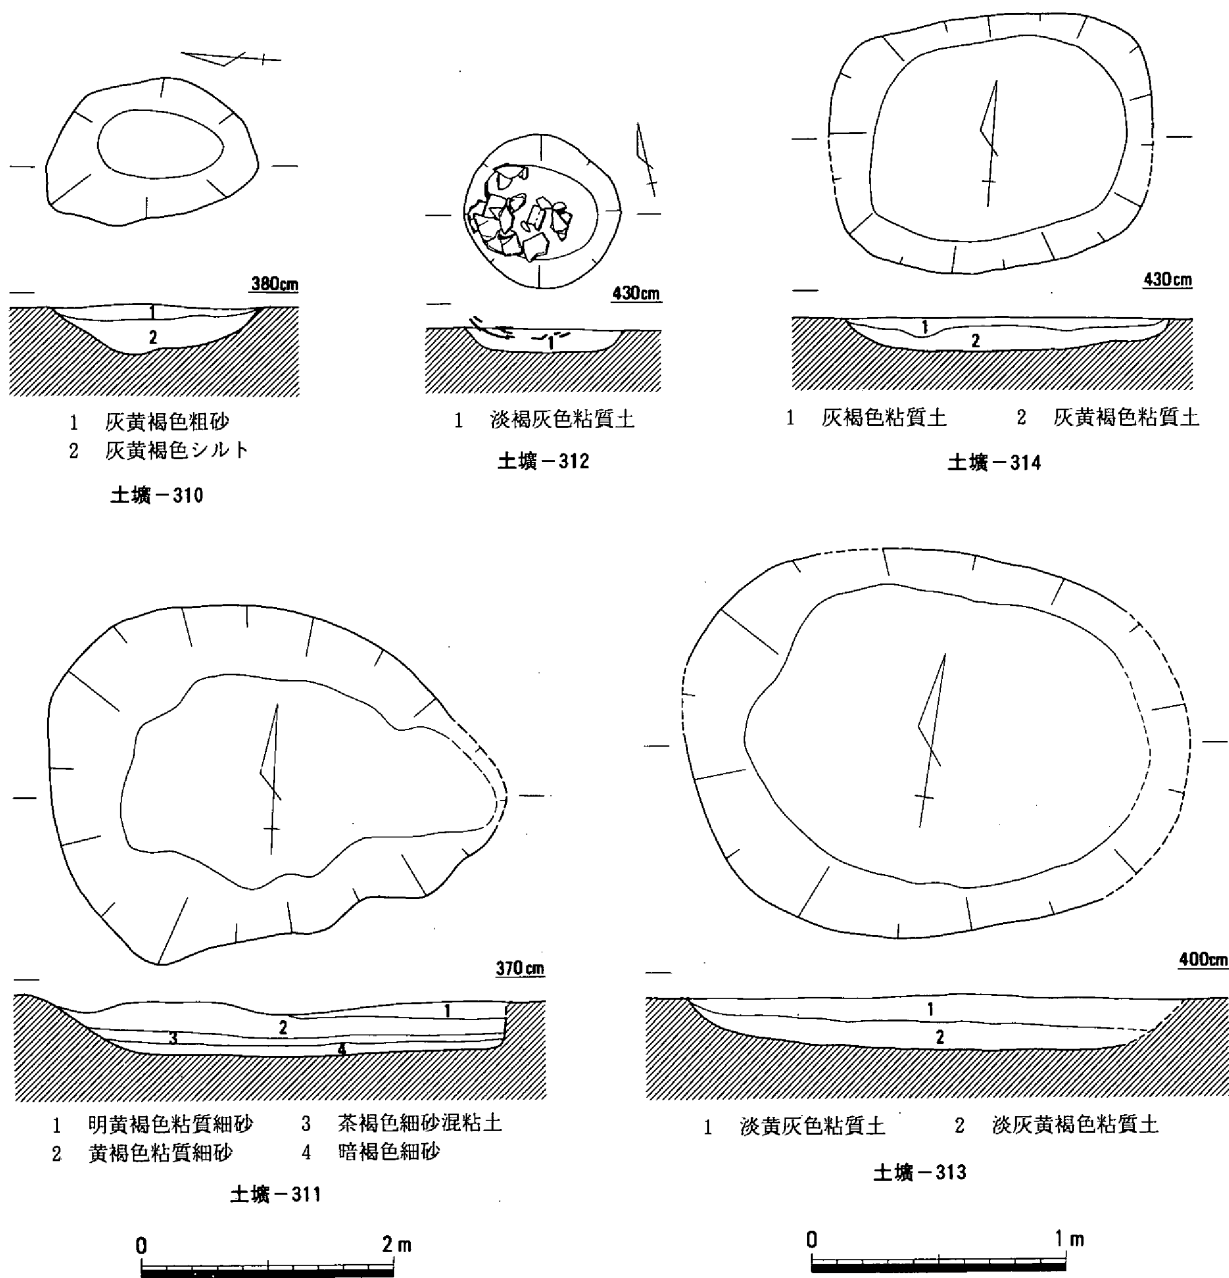 380cm
1
2
1 灰黄褐色粗砂
2 灰黄褐色シルト
土壙－310
430cm
1
1 淡褐灰色粘質土
土壙－312
430cm
1
2
1 灰褐色粘質土 2 灰黄褐色粘質土
土壙－314
370cm
1
2
3
4
1 明黄褐色粘質細砂 3 茶褐色細砂混粘土
2 黄褐色粘質細砂 4 暗褐色細砂
土壙－311
400cm
1
2
1 淡黄灰色粘質土 2 淡灰黄褐色粘質土
土壙－313
0 2 m
0 1 m